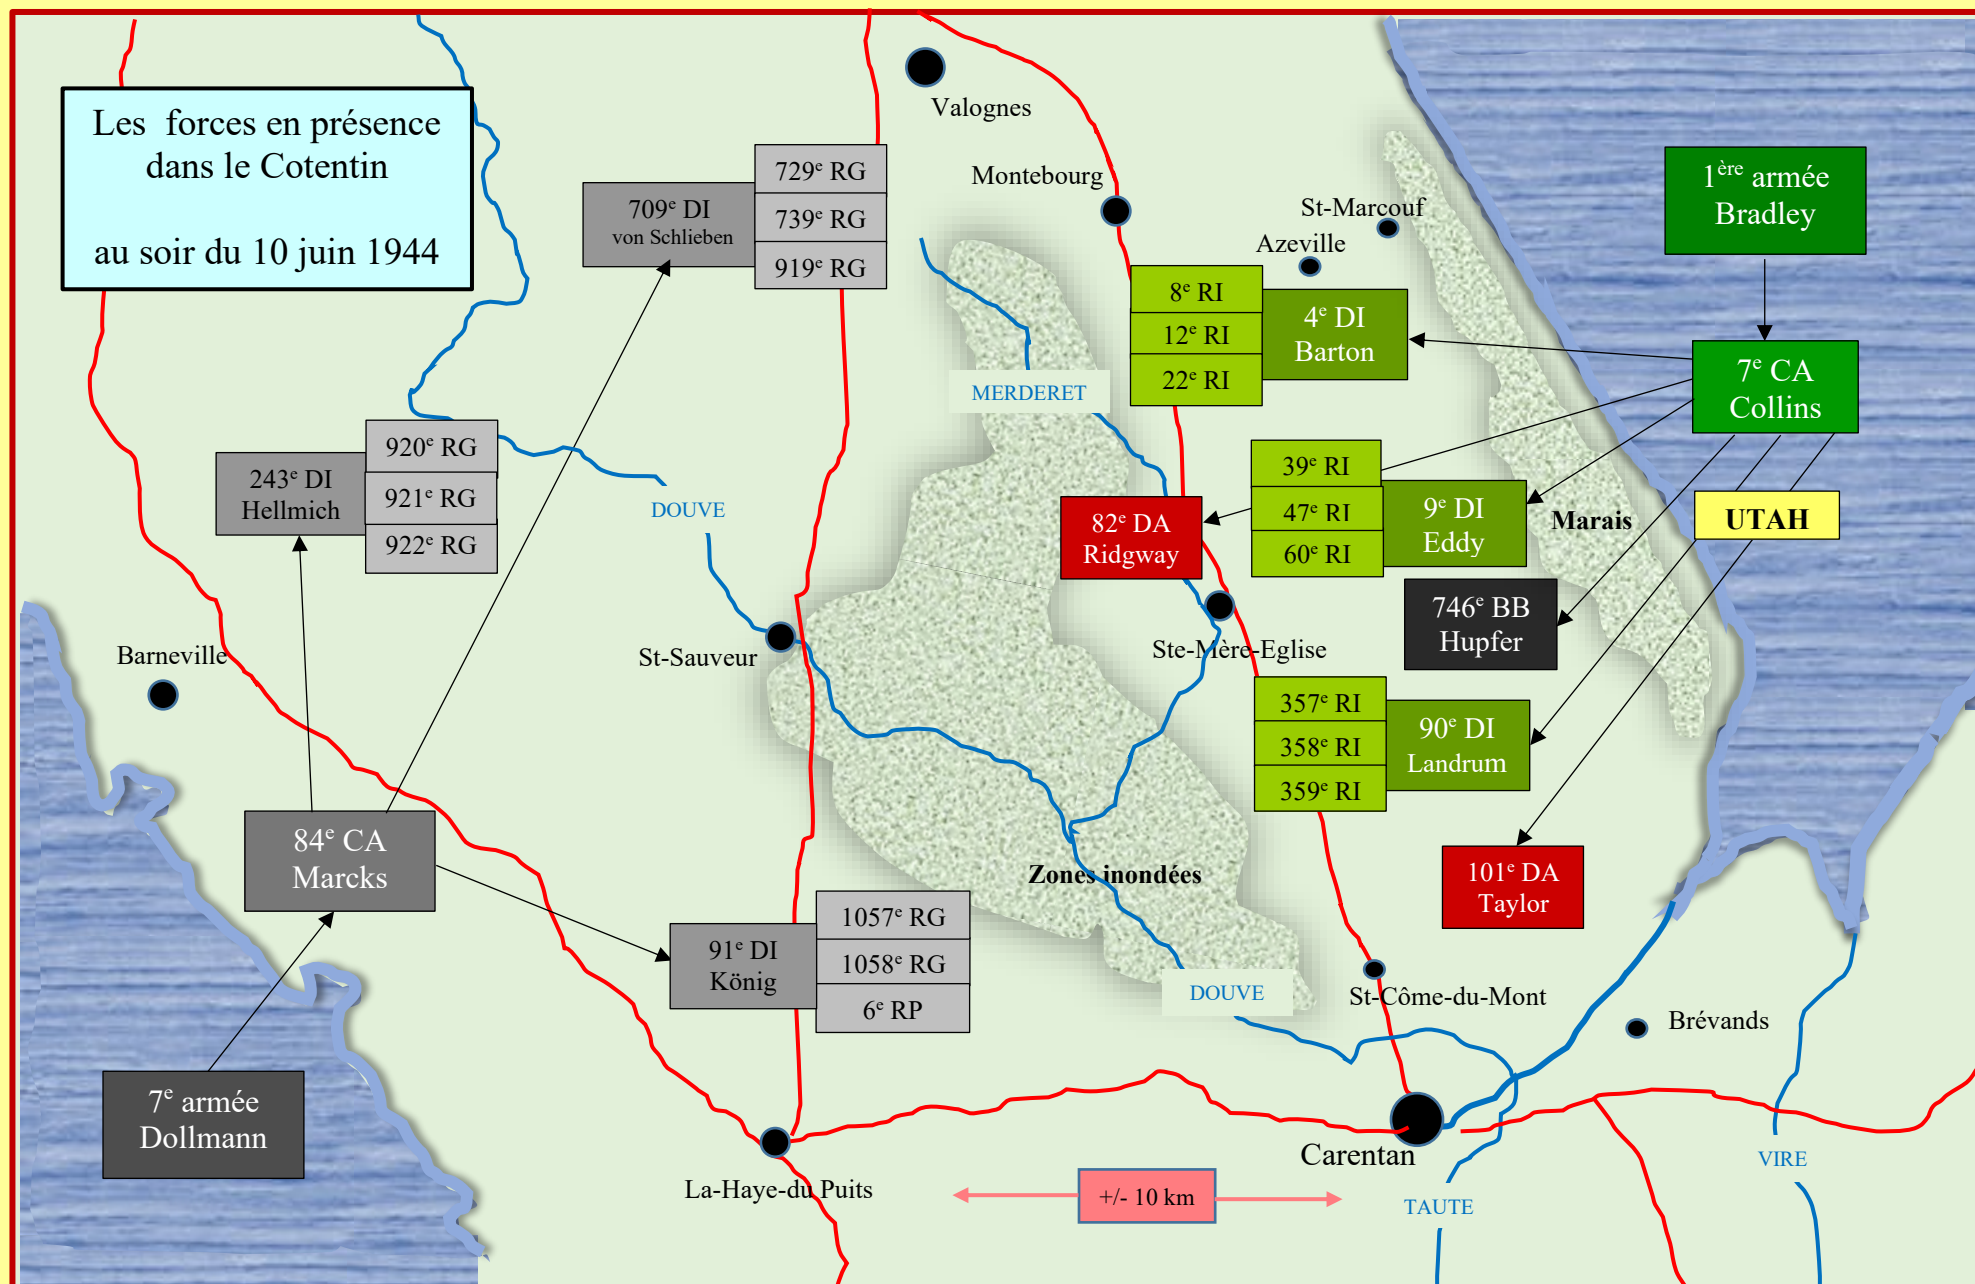 Les forces en présence
dans le Cotentin
au soir du 10 juin 1944
Valognes
Montebourg
St-Marcouf
Azeville
1ère armée
Bradley
709e DI
von Schlieben
729e RG
739e RG
919e RG
8e RI
12e RI
22e RI
4e DI
Barton
7e CA
Collins
MERDERET
243e DI
Hellmich
920e RG
921e RG
922e RG
DOUVE
39e RI
47e RI
60e RI
9e DI
Eddy
Marais
UTAH
82e DA
Ridgway
746e BB
Hupfer
Barneville
St-Sauveur
Ste-Mère-Eglise
357e RI
358e RI
359e RI
90e DI
Landrum
84e CA
Marcks
Zones inondées
101e DA
Taylor
91e DI
König
1057e RG
1058e RG
6e RP
DOUVE
St-Côme-du-Mont
Brévands
7e armée
Dollmann
Carentan
La-Haye-du Puits
+/- 10 km
VIRE
TAUTE